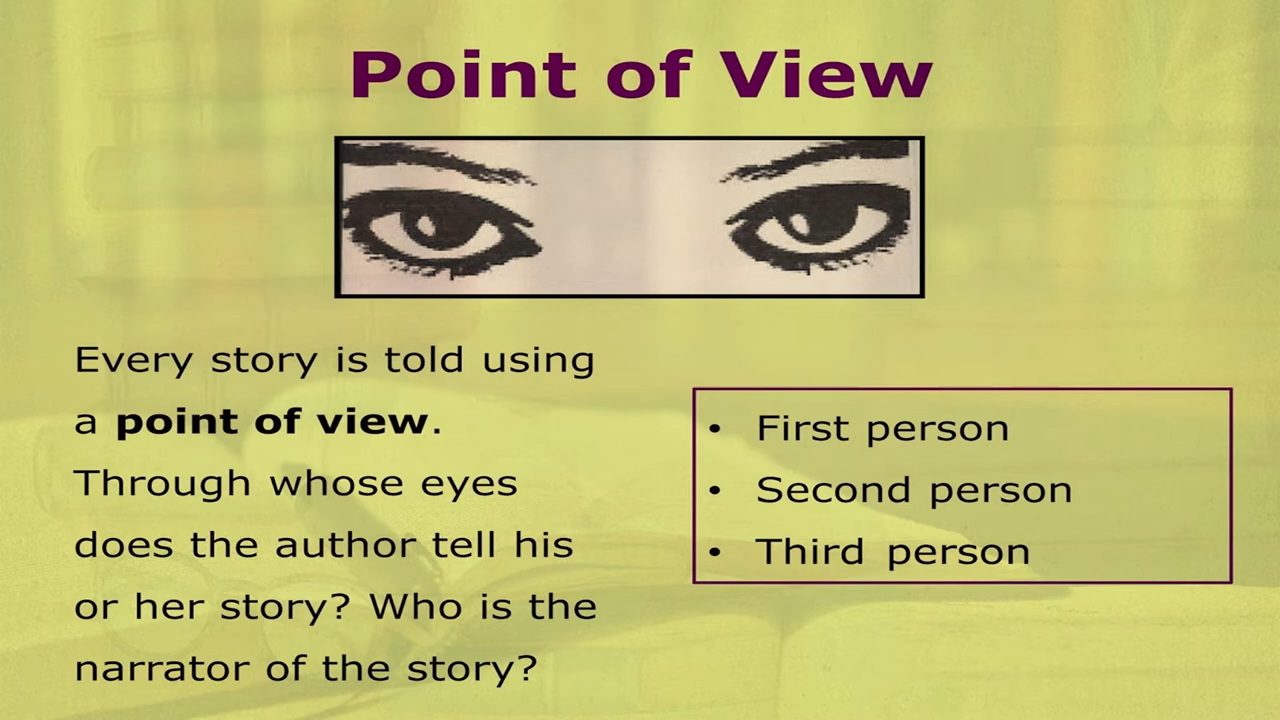 Point of View
Every story is told using
a point of view.
Through whose eyes
does the author tell his
or her story? Who is the
narrator of the story?
• First person
• Second person
• Third person